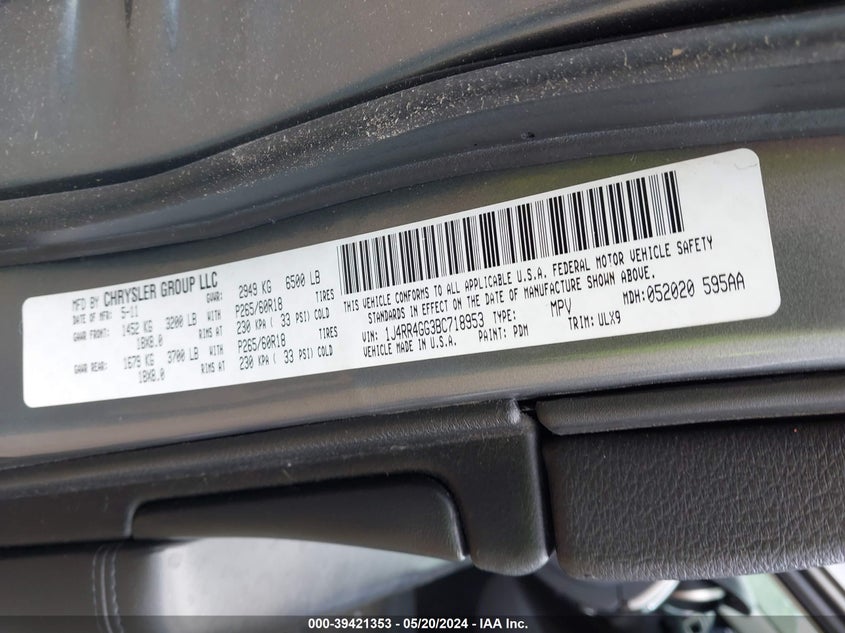 MFD BY CHRYSLER GROUP LLC
DATE OF MFR: 5-11 GVWR: 2949 KG 6500 LB
GAWR FRONT: 1452 KG 3200 LB WITH P265/60R18 TIRES
18X8.0 RIMS AT 230 KPA ( 33 PSI) COLD
GAWR REAR: 1679 KG 3700 LB WITH P265/60R18 TIRES
18X8.0 RIMS AT 230 KPA ( 33 PSI) COLD
THIS VEHICLE CONFORMS TO ALL APPLICABLE U.S.A. FEDERAL MOTOR VEHICLE SAFETY
STANDARDS IN EFFECT ON THE DATE OF MANUFACTURE SHOWN ABOVE.
VIN: 1J4RR4GG3BC718953 TYPE: MPV MDH: 052020 595AA
VEHICLE MADE IN U.S.A. PAINT: PDM TRIM: ULX9
000-39421353 — 05/20/2024 — IAA Inc.